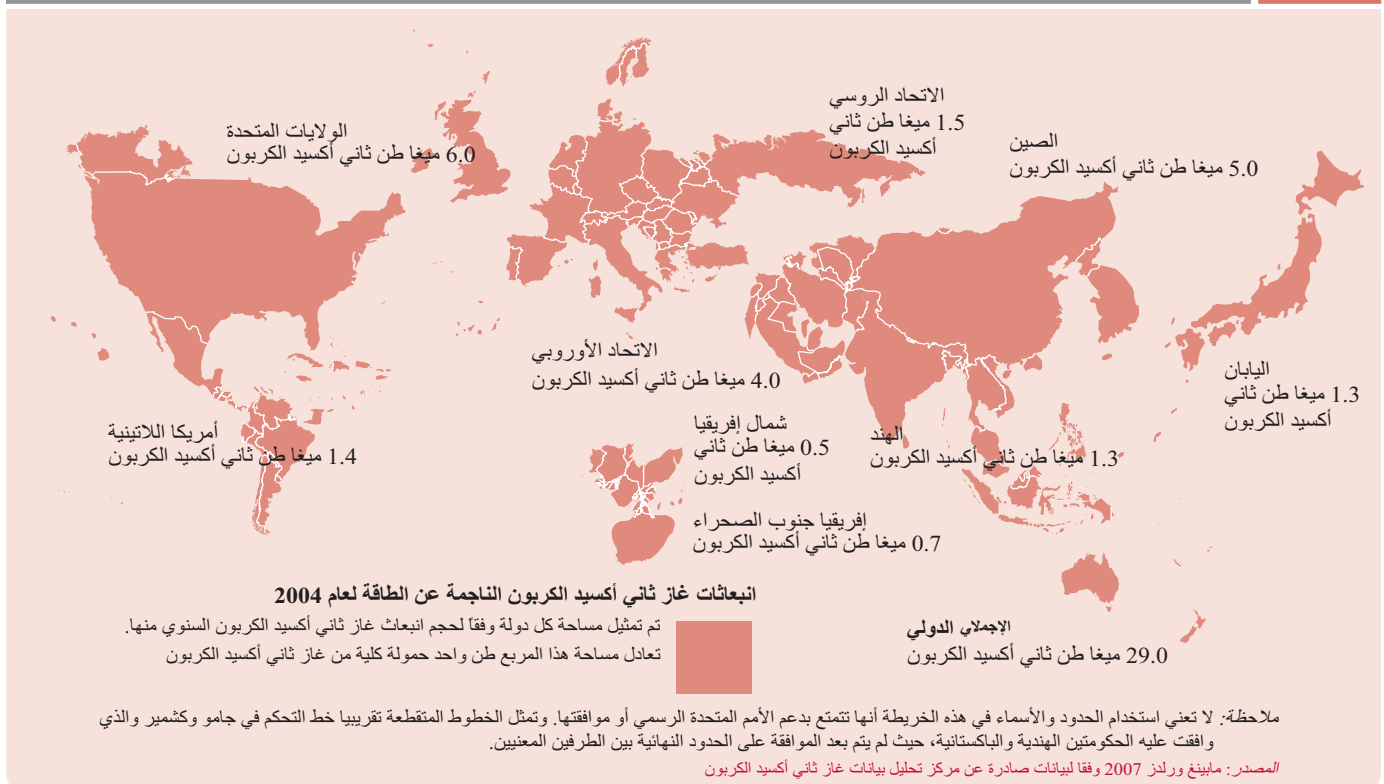 الاتحاد الروسي
1.5 ميغا طن ثاني
أكسيد الكربون
الولايات المتحدة
6.0 ميغا طن ثاني أكسيد الكربون
الصين
5.0 ميغا طن ثاني أكسيد الكربون
الاتحاد الأوروبي
4.0 ميغا طن ثاني أكسيد الكربون
اليابان
1.3 ميغا طن ثاني
أكسيد الكربون
شمال إفريقيا
0.5 ميغا طن ثاني
أكسيد الكربون
الهند
1.3 ميغا طن ثاني أكسيد الكربون
أمريكا اللاتينية
1.4 ميغا طن ثاني أكسيد الكربون
إفريقيا جنوب الصحراء
0.7 ميغا طن ثاني أكسيد الكربون
انبعاثات غاز ثاني أكسيد الكربون الناجمة عن الطاقة لعام 2004
تم تمثيل مساحة كل دولة وفقاً لحجم انبعاث غاز ثاني أكسيد الكربون السنوي منها.
تعادل مساحة هذا المربع طن واحد حمولة كلية من غاز ثاني أكسيد الكربون
الإجمالي الدولي
29.0 ميغا طن ثاني أكسيد الكربون
ملاحظة: لا تعني استخدام الحدود والأسماء في هذه الخريطة أنها تتمتع بدعم الأمم المتحدة الرسمي أو موافقتها. وتمثل الخطوط المتقطعة تقريبيا خط التحكم في جامو وكشمير والذي
وافقت عليه الحكومتين الهندية والباكستانية، حيث لم يتم بعد الموافقة على الحدود النهائية بين الطرفين المعنيين.
المصدر: مابينغ ورلدز 2007 وفقا لبيانات صادرة عن مركز تحليل بيانات غاز ثاني أكسيد الكربون